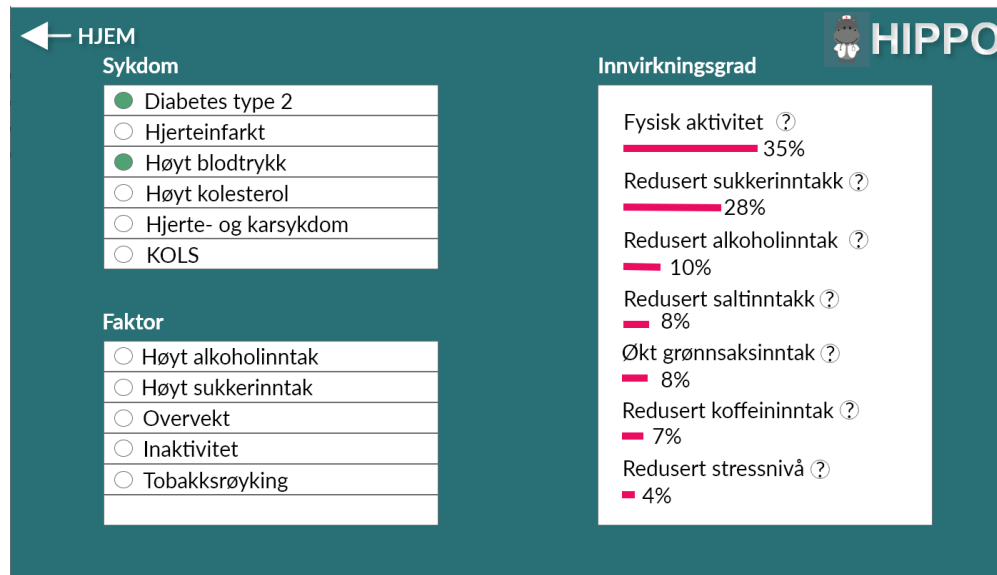 HJEM
HIPPO
Sykdom
Diabetes type 2
Hjerteinfarkt
Høyt blodtrykk
Høyt kolesterol
Hjerte- og karsykdom
KOLS
Faktor
Høyt alkoholinntak
Høyt sukkerinntak
Overvekt
Inaktivitet
Tobakksrøyking
Innvirkningsgrad
Fysisk aktivitet ?
35%
Redusert sukkerinntakk ?
28%
Redusert alkoholinntak ?
10%
Redusert saltinntakk ?
8%
Økt grønnsaksinntak ?
8%
Redusert koffeininntak ?
7%
Redusert stressnivå ?
4%